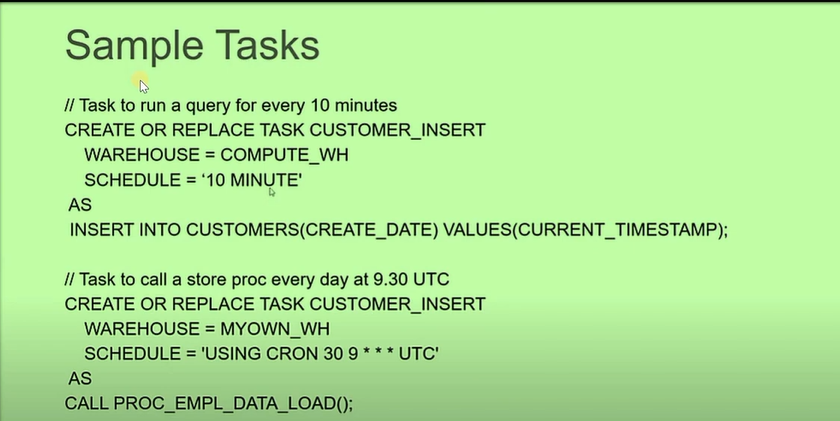 Sample Tasks
// Task to run a query for every 10 minutes
CREATE OR REPLACE TASK CUSTOMER_INSERT
WAREHOUSE = COMPUTE_WH
SCHEDULE = ‘10 MINUTE'
AS
INSERT INTO CUSTOMERS(CREATE_DATE) VALUES(CURRENT_TIMESTAMP);
// Task to call a store proc every day at 9.30 UTC
CREATE OR REPLACE TASK CUSTOMER_INSERT
WAREHOUSE = MYOWN_WH
SCHEDULE = 'USING CRON 30 9 * * * UTC'
AS
CALL PROC_EMPL_DATA_LOAD();